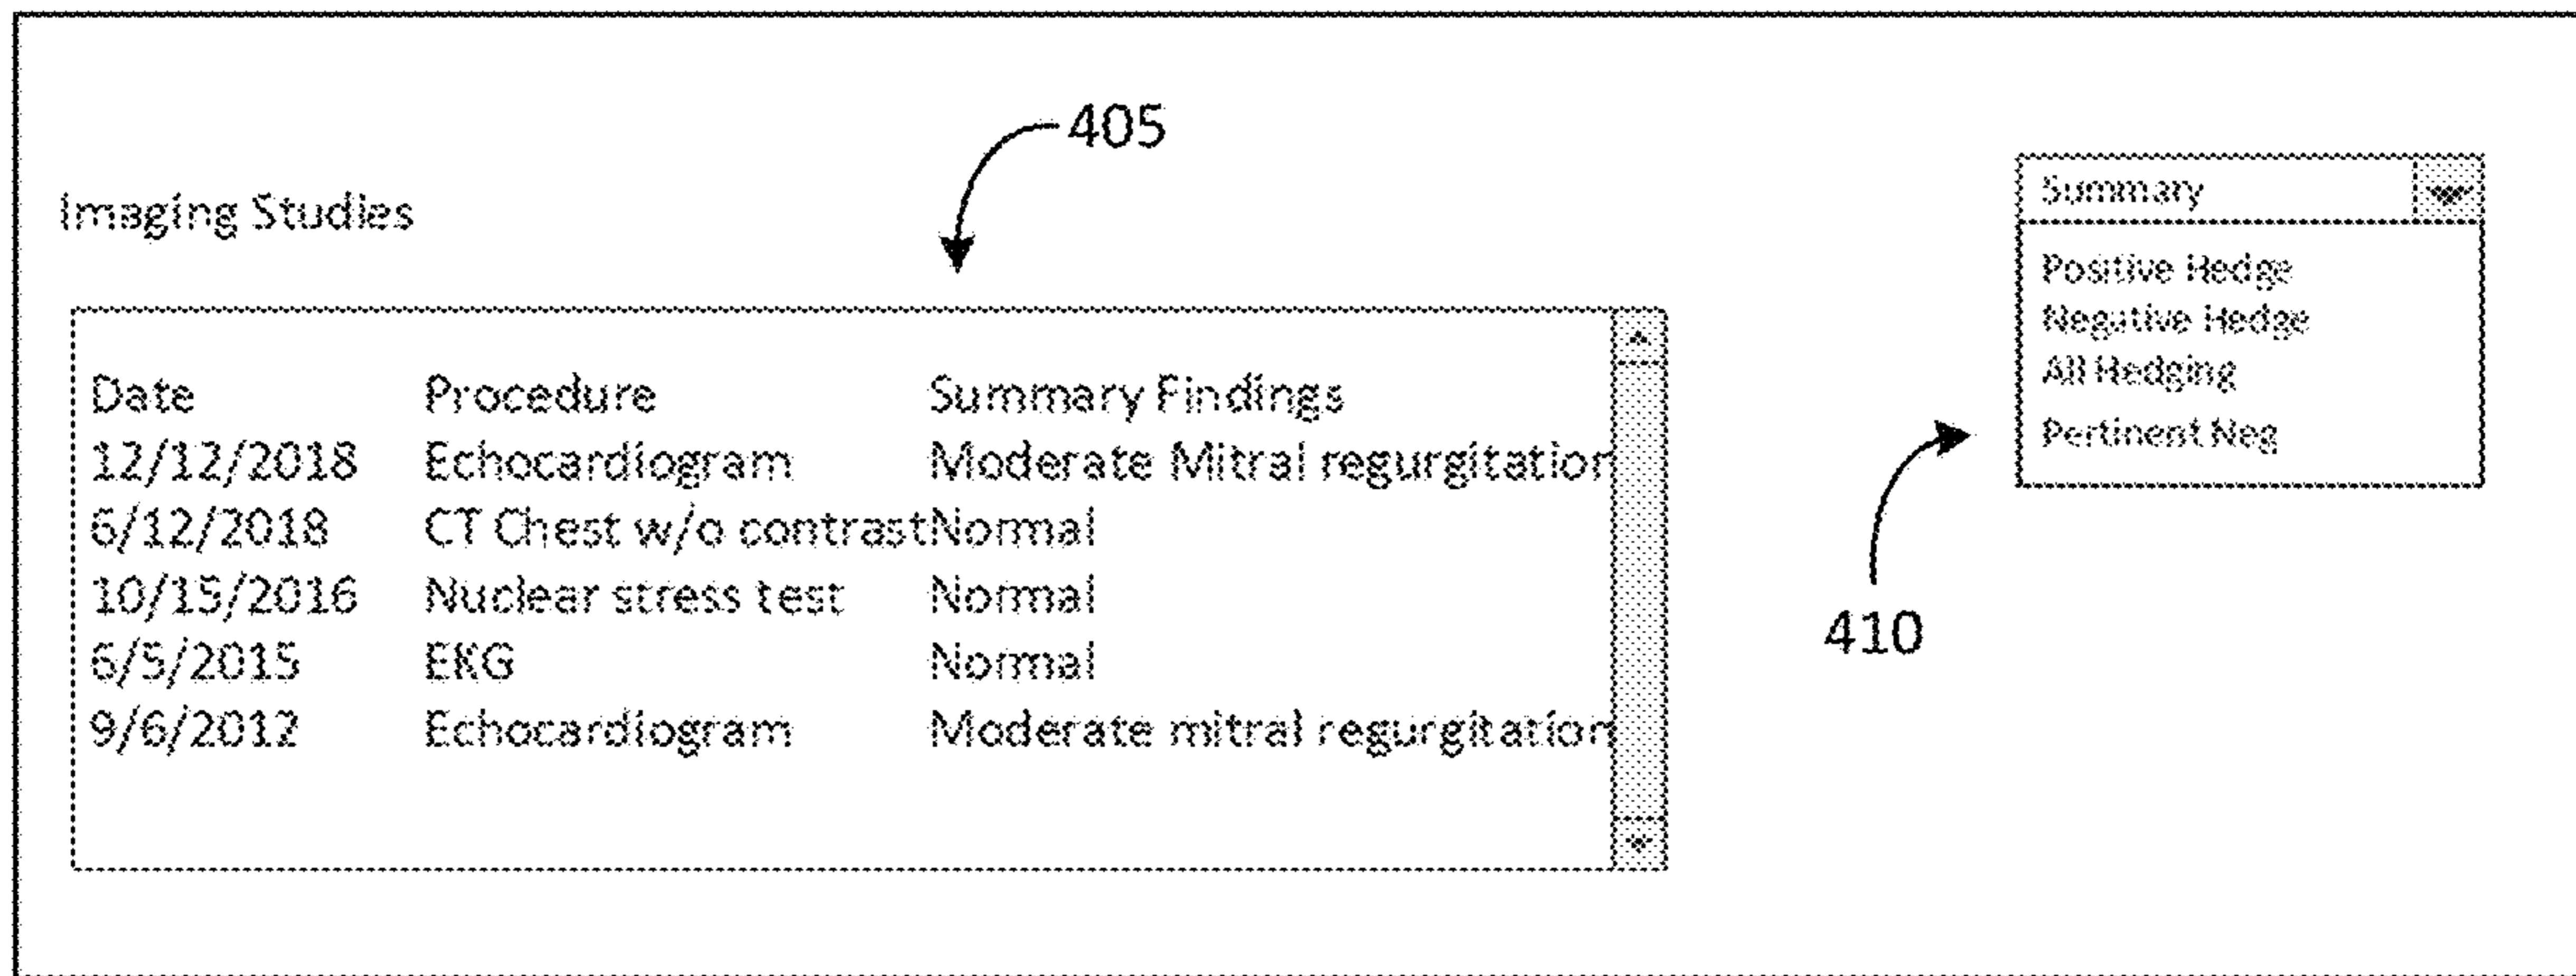 405
Imaging Studies
Date Procedure Summary Findings
12/12/2018 Echocardiogram Moderate Mitral regurgitation
6/12/2018 CT Chest w/o contrast Normal
10/15/2016 Nuclear stress test Normal
6/5/2015 EKG Normal
9/6/2012 Echocardiogram Moderate mitral regurgitation
Summary
Positive Hedge
Negative Hedge
All Hedging
Pertinent Neg
410